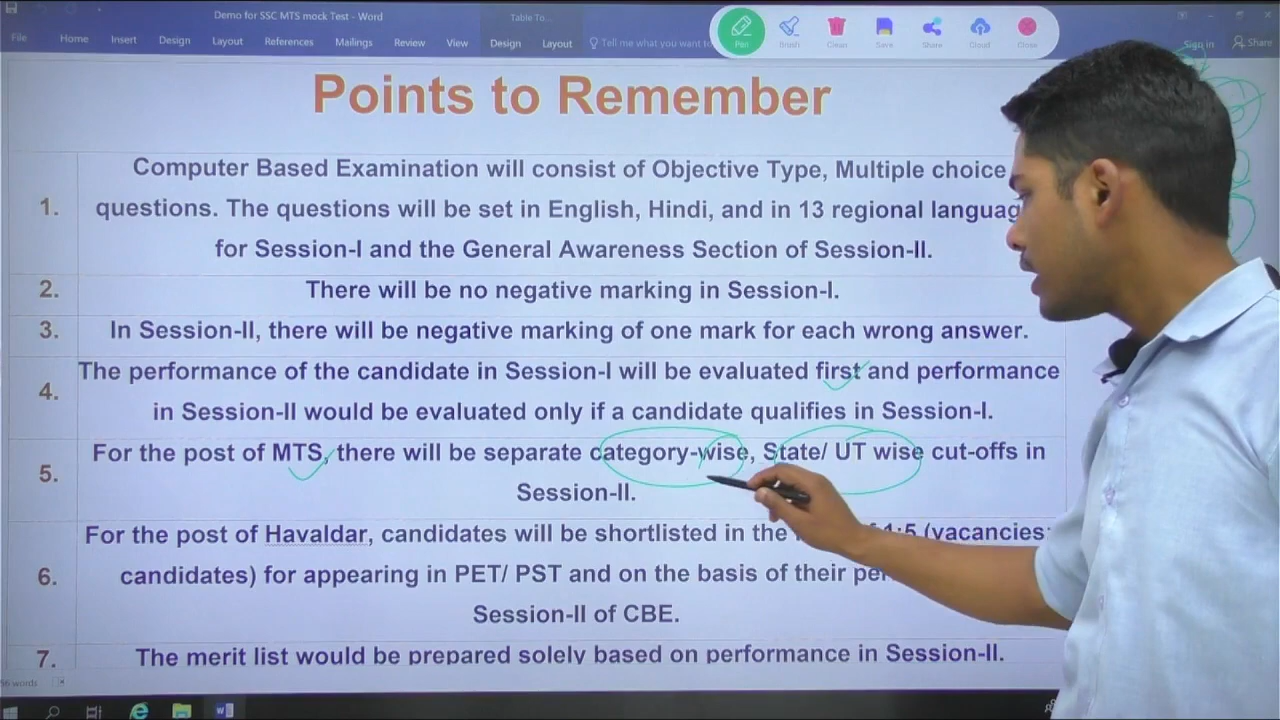 Demo for SSC MTS mock Test - Word
Table To...
File Home Insert Design Layout References Mailings Review View Design Layout Tell me what you want to
Pen Brush Clean Save Share Cloud Close
Sign in Share
Points to Remember
1. Computer Based Examination will consist of Objective Type, Multiple choice
questions. The questions will be set in English, Hindi, and in 13 regional languag
for Session-I and the General Awareness Section of Session-II.
2. There will be no negative marking in Session-I.
3. In Session-II, there will be negative marking of one mark for each wrong answer.
4. The performance of the candidate in Session-I will be evaluated first and performance
in Session-II would be evaluated only if a candidate qualifies in Session-I.
5. For the post of MTS, there will be separate category-wise, State/ UT wise cut-offs in
Session-II.
6. For the post of Havaldar, candidates will be shortlisted in the 1:5 (vacancies:
candidates) for appearing in PET/ PST and on the basis of their per
Session-II of CBE.
7. The merit list would be prepared solely based on performance in Session-II.
words